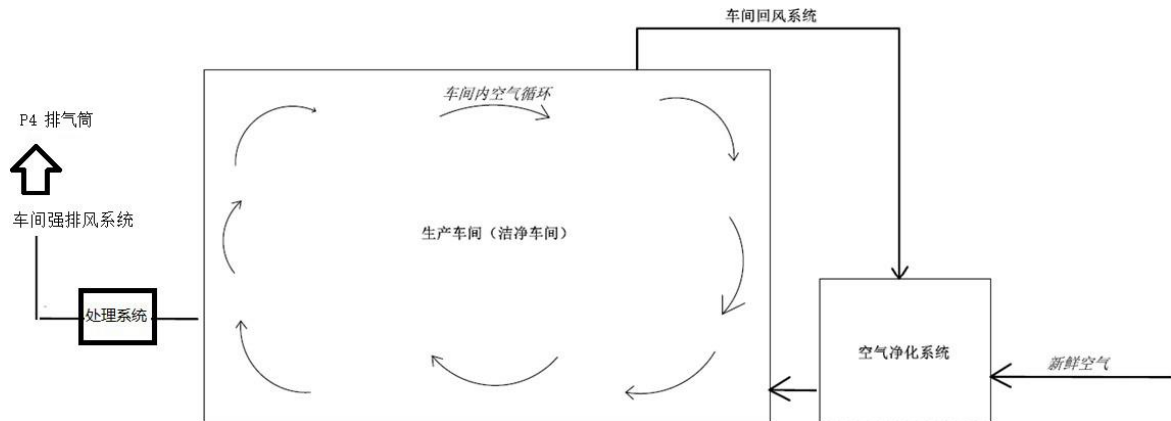 车间回风系统
车间内空气循环
P4 排气筒
车间强排风系统
生产车间（洁净车间）
处理系统
空气净化系统
新鲜空气